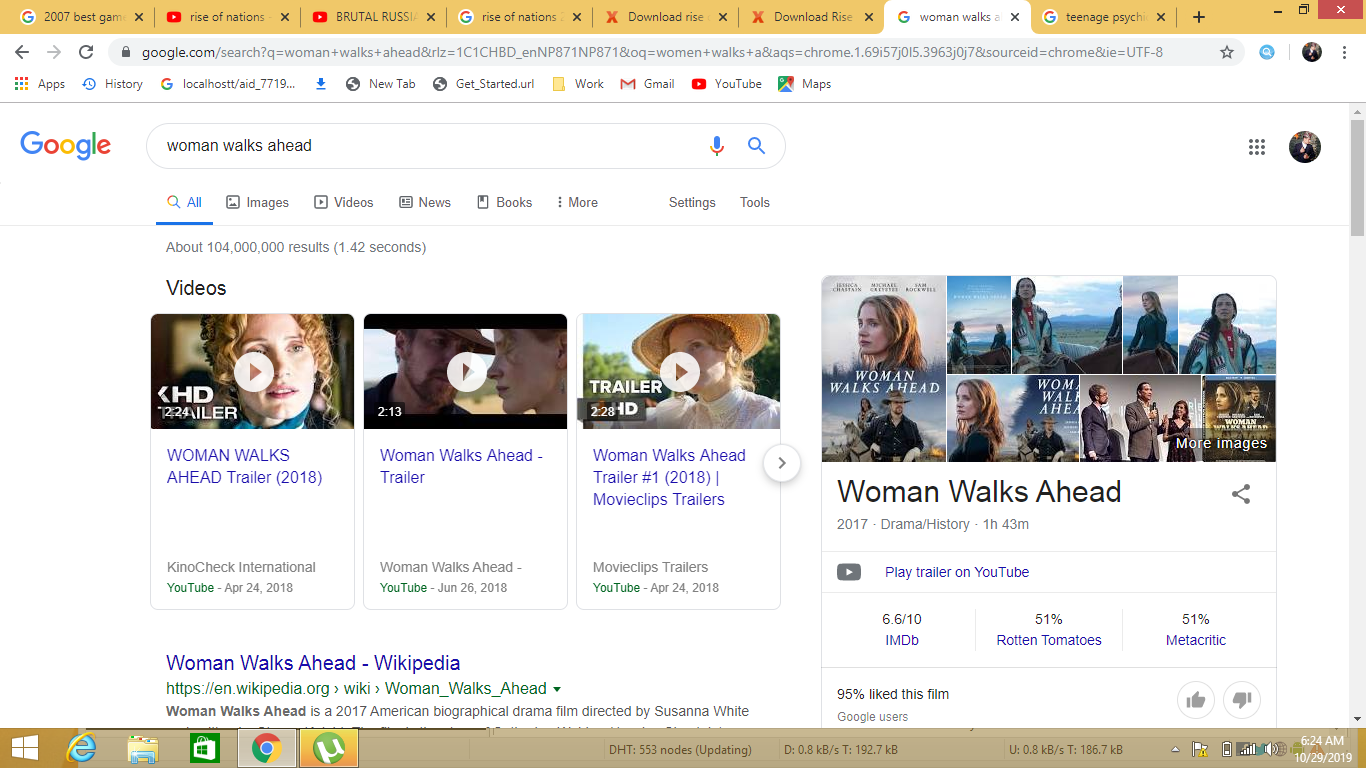 2007 best game
rise of nations -
BRUTAL RUSSIA
rise of nations 2
Download rise
Download Rise
woman walks a
teenage psychi
google.com/search?q=woman+walks+ahead&rlz=1C1CHBD_enNP871NP871&oq=women+walks+a&aqs=chrome.1.69i57j0l5.3963j0j7&sourceid=chrome&ie=UTF-8
Apps
History
localhostt/aid_7719...
New Tab
Get_Started.url
Work
Gmail
YouTube
Maps
Google
woman walks ahead
All
Images
Videos
News
Books
More
Settings
Tools
About 104,000,000 results (1.42 seconds)
Videos
KHD
TRAILER
2:24
WOMAN WALKS
AHEAD Trailer (2018)
KinoCheck International
YouTube - Apr 24, 2018
2:13
Woman Walks Ahead -
Trailer
Woman Walks Ahead -
YouTube - Jun 26, 2018
TRAILER
HD
2:28
Woman Walks Ahead
Trailer #1 (2018) |
Movieclips Trailers
Movieclips Trailers
YouTube - Apr 24, 2018
Woman Walks Ahead - Wikipedia
https://en.wikipedia.org › wiki › Woman_Walks_Ahead
Woman Walks Ahead is a 2017 American biographical drama film directed by Susanna White
JESSICA CHASTAIN MICHAEL GREYEYES SAM ROCKWELL
WOMAN
WALKS AHEAD
WOMAN WALKS AHEAD
WOMAN
WALKS
AHEA
WOMAN
WALKS AHEAD
More images
Woman Walks Ahead
2017 · Drama/History · 1h 43m
Play trailer on YouTube
6.6/10
IMDb
51%
Rotten Tomatoes
51%
Metacritic
95% liked this film
Google users
DHT: 553 nodes (Updating)
D: 0.8 kB/s T: 192.7 kB
U: 0.8 kB/s T: 186.7 kB
6:24 AM
10/29/2019